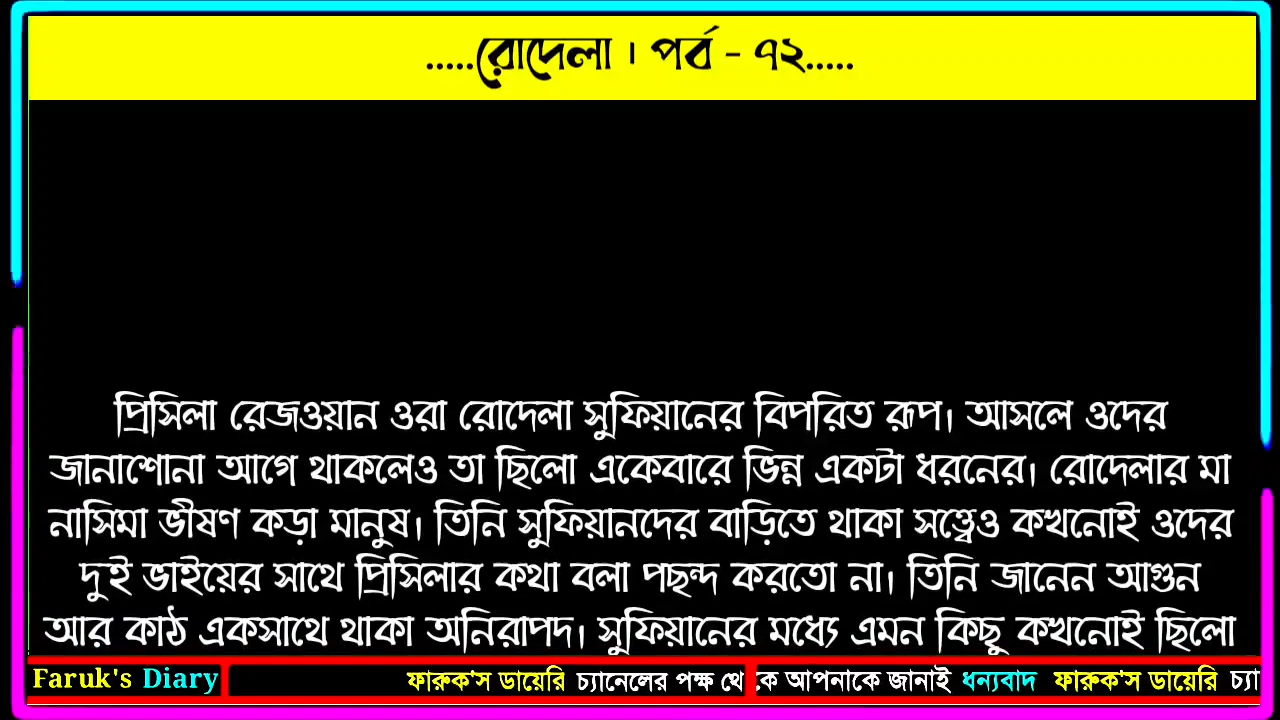 .....রোদেলা । পর্ব - ৭২.....
প্রিসিলা রেজওয়ান ওরা রোদেলা সুফিয়ানের বিপরিত রূপ। আসলে ওদের
জানাশোনা আগে থাকলেও তা ছিলো একেবারে ভিন্ন একটা ধরনের। রোদেলার মা
নাসিমা ভীষণ কড়া মানুষ। তিনি সুফিয়ানদের বাড়িতে থাকা সত্ত্বেও কখনোই ওদের
দুই ভাইয়ের সাথে প্রিসিলার কথা বলা পছন্দ করতো না। তিনি জানেন আগুন
আর কাঠ একসাথে থাকা অনিরাপদ। সুফিয়ানের মধ্যে এমন কিছু কখনোই ছিলো
Faruk's Diary ফারুক'স ডায়েরি চ্যানেলের পক্ষ থেকে আপনাকে জানাই ধন্যবাদ ফারুক'স ডায়েরি চ্যা